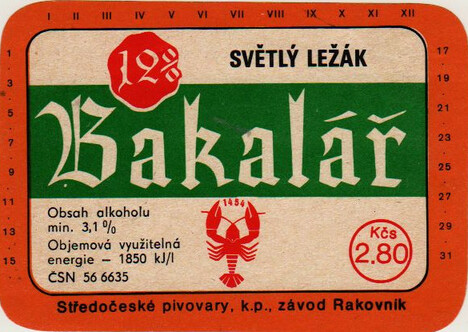 I II III IV V VI VII VIII IX X XI XII
12%
SVĚTLÝ LEŽÁK
Bakalář
1 3 5 7 9 11 13 15
17 19 21 23 25 27 29 31
Obsah alkoholu
min. 3,1 %
Objemová využitelná
energie – 1850 kJ/l
ČSN 56 6635
1454
Kčs
2.80
Středočeské pivovary, k.p., závod Rakovník